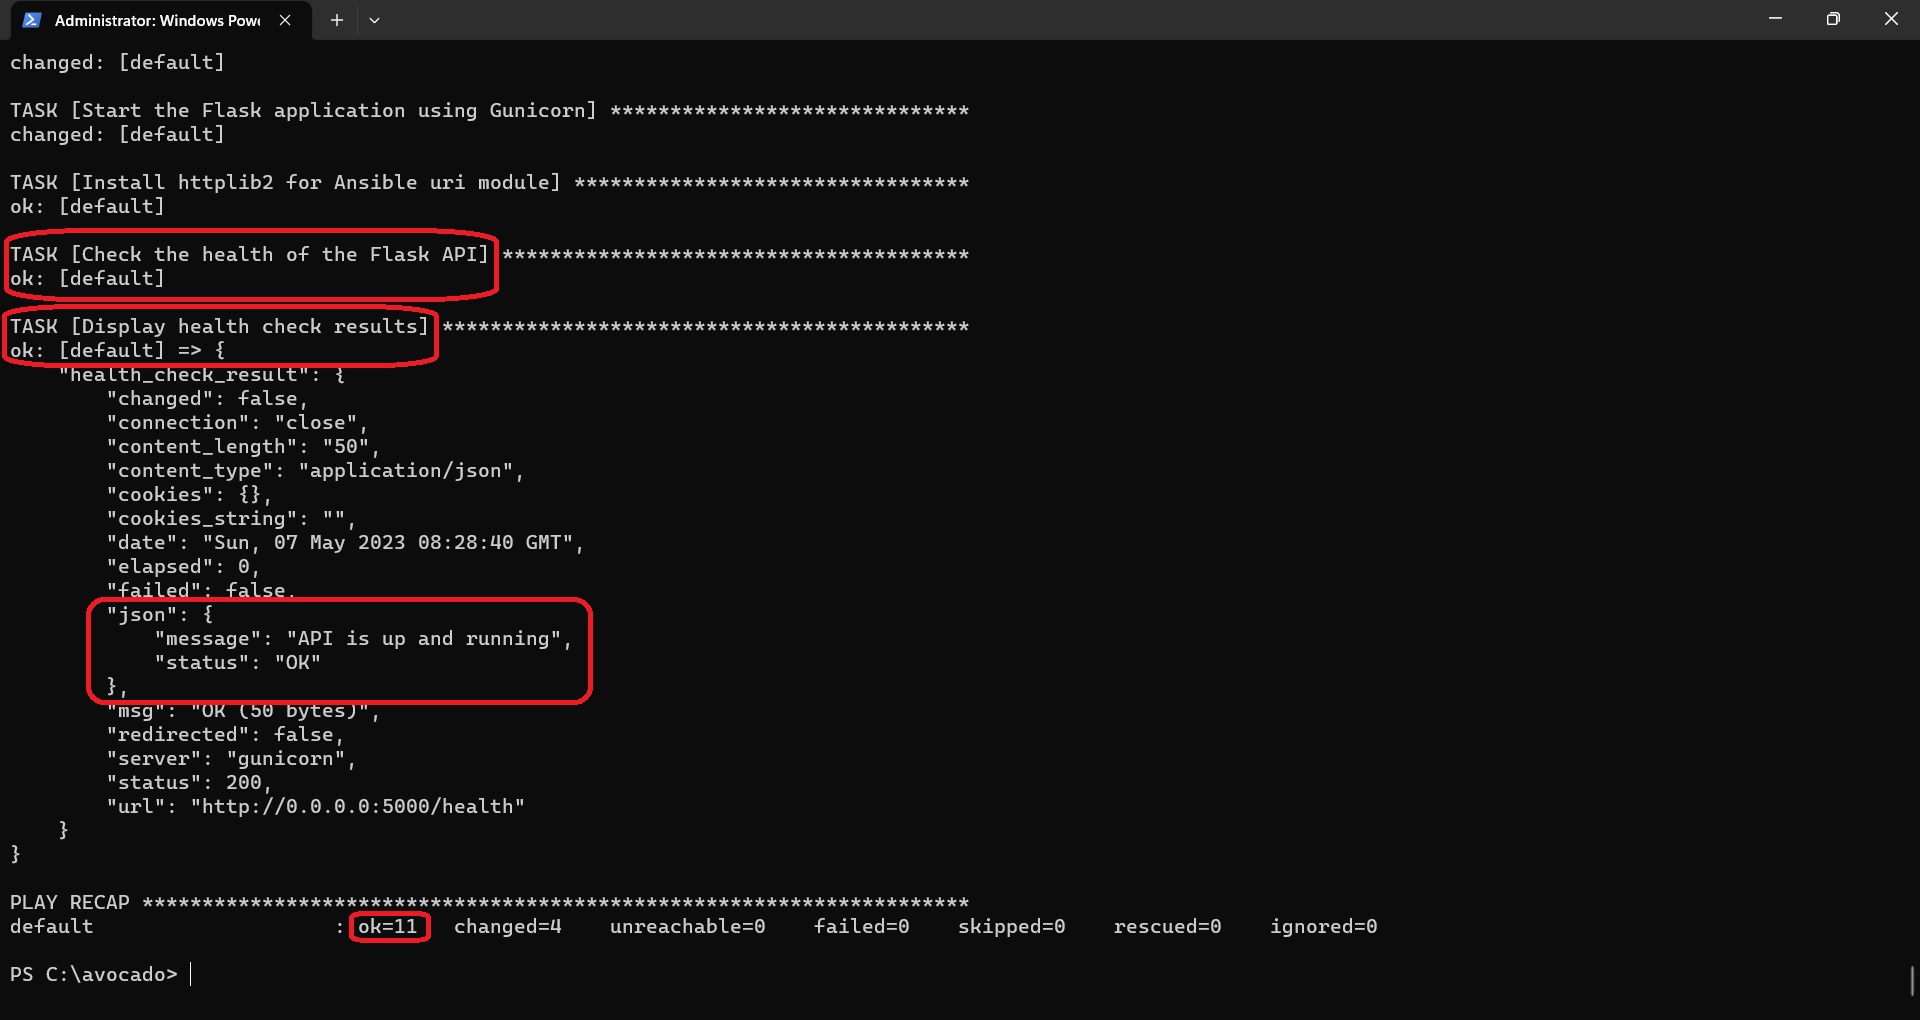 Administrator: Windows Powe
changed: [default]
TASK [Start the Flask application using Gunicorn] ******************************
changed: [default]
TASK [Install httplib2 for Ansible uri module] *********************************
ok: [default]
TASK [Check the health of the Flask API] ***************************************
ok: [default]
TASK [Display health check results] ********************************************
ok: [default] => {
    "health_check_result": {
        "changed": false,
        "connection": "close",
        "content_length": "50",
        "content_type": "application/json",
        "cookies": {},
        "cookies_string": "",
        "date": "Sun, 07 May 2023 08:28:40 GMT",
        "elapsed": 0,
        "failed": false,
        "json": {
            "message": "API is up and running",
            "status": "OK"
        },
        "msg": "OK (50 bytes)",
        "redirected": false,
        "server": "gunicorn",
        "status": 200,
        "url": "http://0.0.0.0:5000/health"
    }
}
PLAY RECAP *********************************************************************
default                    : ok=11   changed=4    unreachable=0    failed=0    skipped=0    rescued=0    ignored=0
PS C:\avocado>